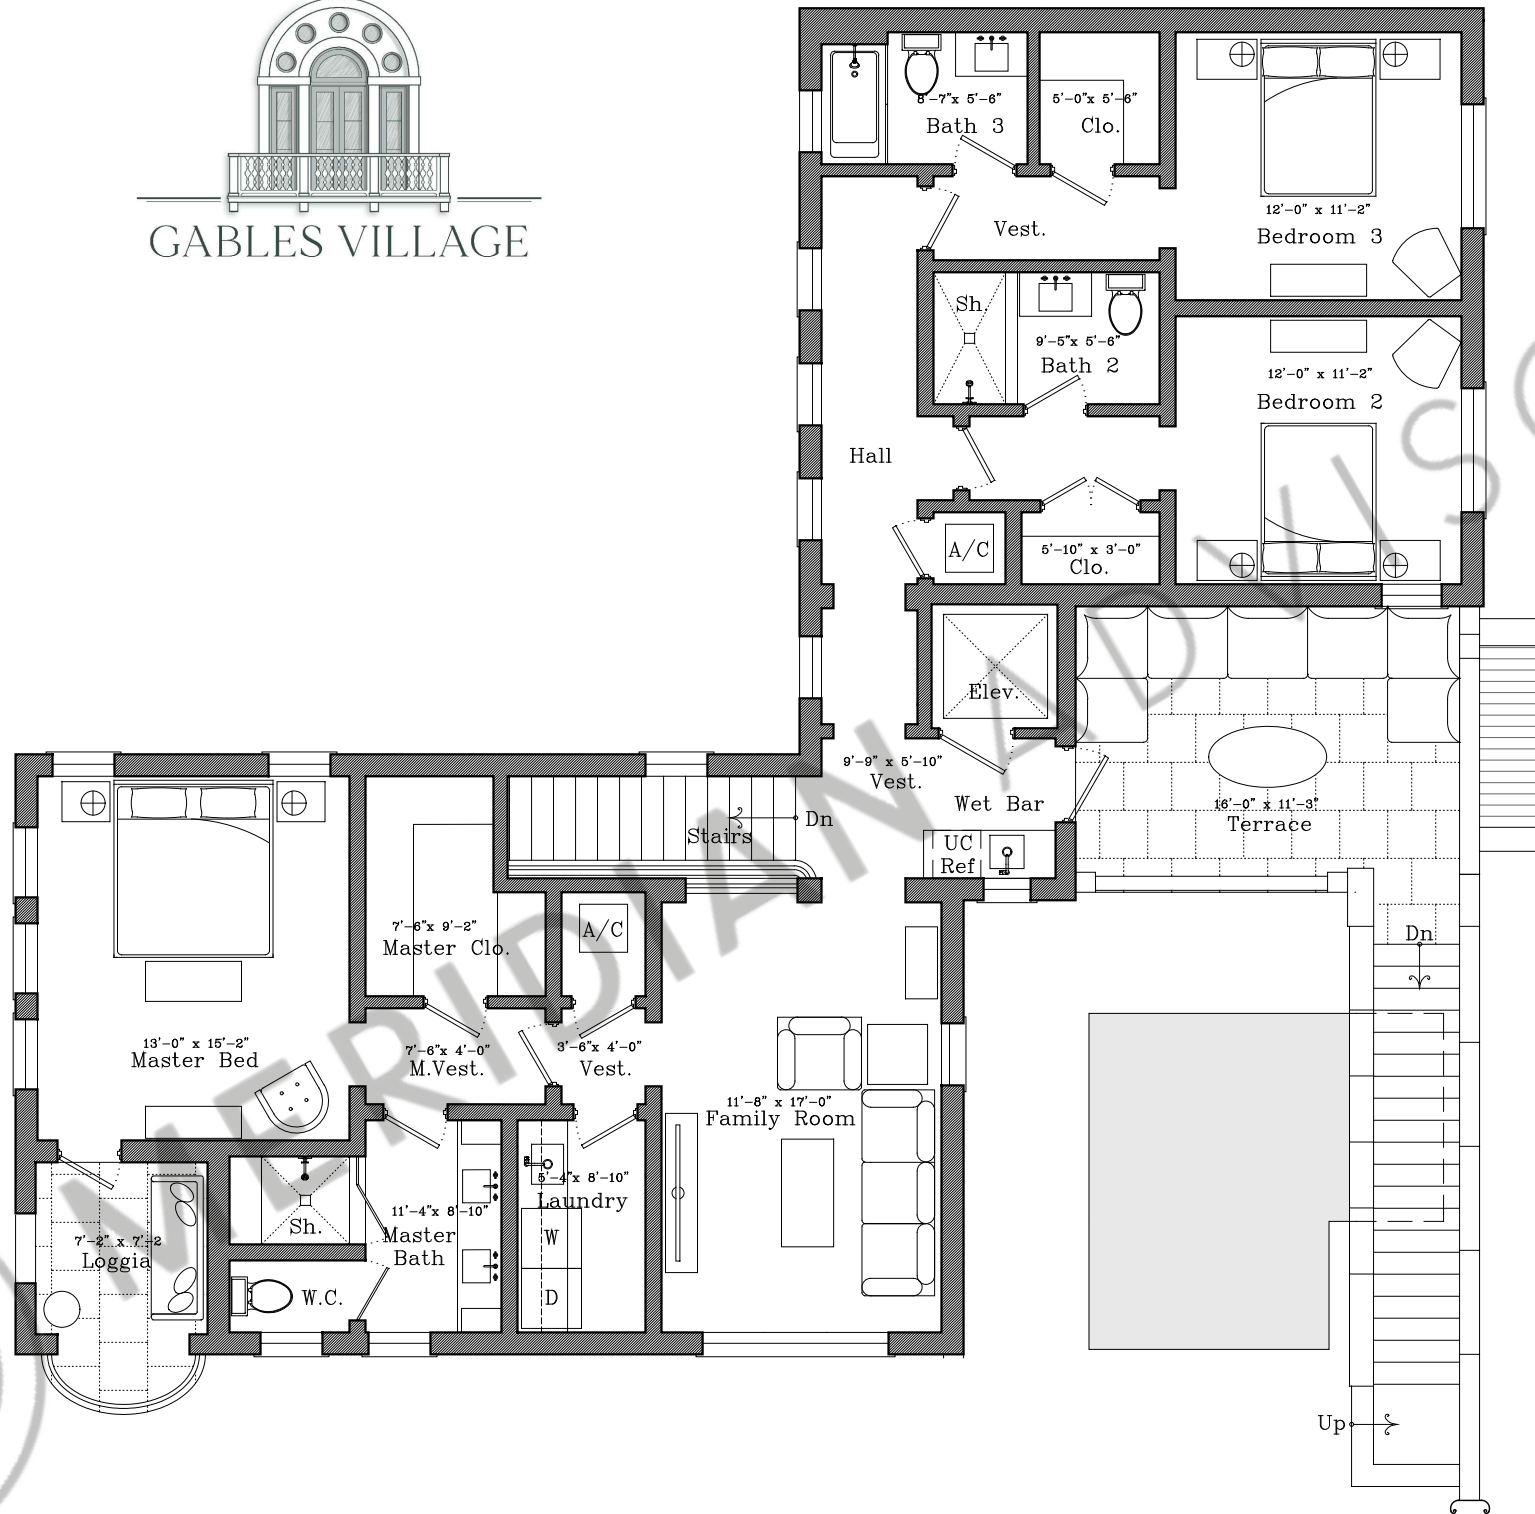 GABLES VILLAGE
8'-7"x 5'-6"
Bath 3
5'-0"x 5'-6"
Clo.
Vest.
12'-0" x 11'-2"
Bedroom 3
Sh.
9'-5"x 5'-6"
Bath 2
12'-0" x 11'-2"
Bedroom 2
Hall
A/C
5'-10" x 3'-0"
Clo.
Elev.
9'-9" x 5'-10"
Vest.
Wet Bar
UC
Ref
16'-0" x 11'-3"
Terrace
Dn
Stairs
Dn
7'-6"x 9'-2"
Master Clo.
A/C
13'-0" x 15'-2"
Master Bed
7'-6"x 4'-0"
M.Vest.
3'-6"x 4'-0"
Vest.
11'-8" x 17'-0"
Family Room
5'-4"x 8'-10"
Laundry
W
D
11'-4"x 8'-10"
Master
Bath
Sh.
W.C.
7'-2" x 7'-2
Loggia
Up
MERIDIAN ADVISO